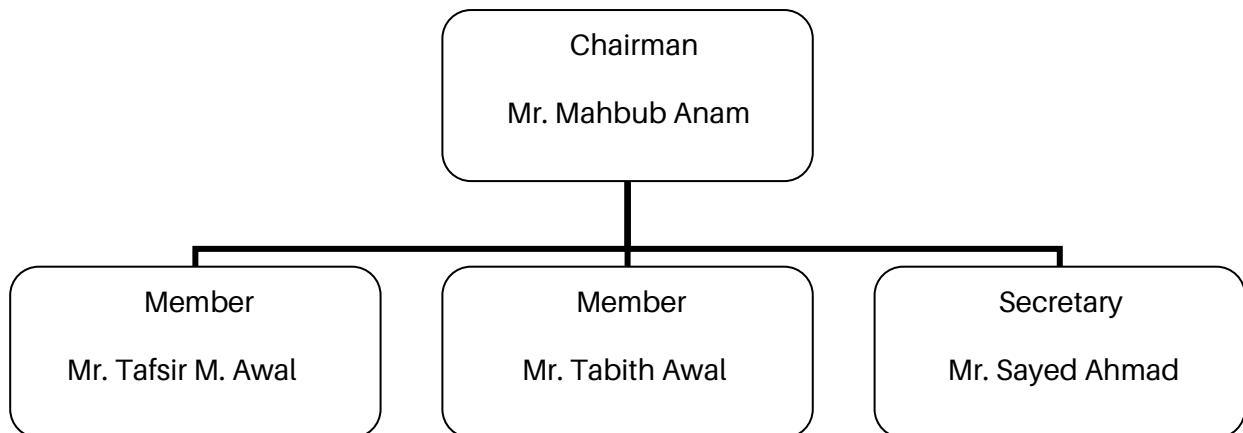 Chairman
Mr. Mahbub Anam
Member
Mr. Tafsir M. Awal
Member
Mr. Tabith Awal
Secretary
Mr. Sayed Ahmad